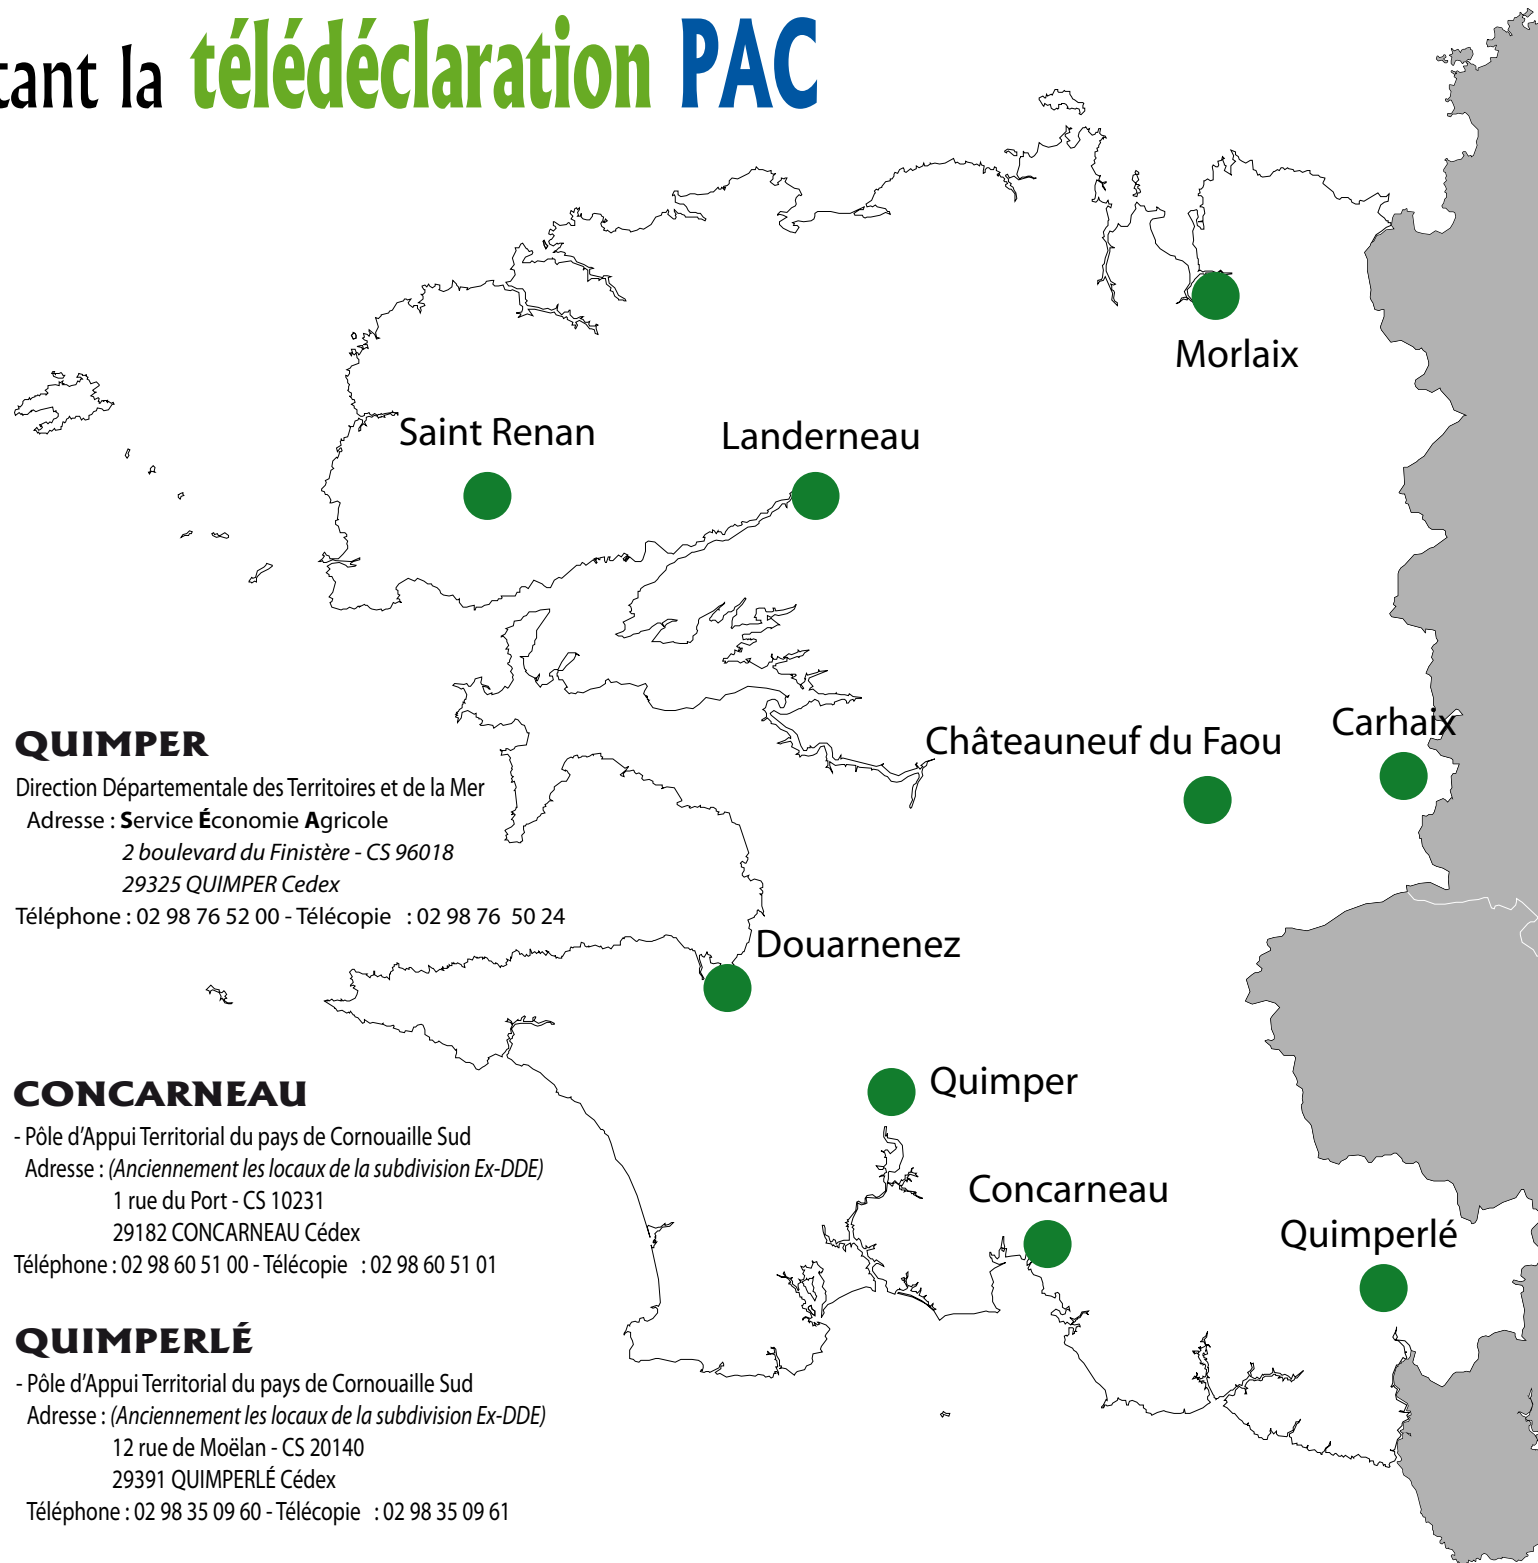 tant la télédéclaration PAC
Morlaix
Saint Renan
Landerneau
Châteauneuf du Faou
Carhaix
Douarnenez
Quimper
Concarneau
Quimperlé
QUIMPER
Direction Départementale des Territoires et de la Mer
Adresse : Service Économie Agricole
2 boulevard du Finistère - CS 96018
29325 QUIMPER Cedex
Téléphone : 02 98 76 52 00 - Télécopie : 02 98 76 50 24
CONCARNEAU
- Pôle d’Appui Territorial du pays de Cornouaille Sud
Adresse : (Anciennement les locaux de la subdivision Ex-DDE)
1 rue du Port - CS 10231
29182 CONCARNEAU Cédex
Téléphone : 02 98 60 51 00 - Télécopie : 02 98 60 51 01
QUIMPERLÉ
- Pôle d’Appui Territorial du pays de Cornouaille Sud
Adresse : (Anciennement les locaux de la subdivision Ex-DDE)
12 rue de Moëlan - CS 20140
29391 QUIMPERLÉ Cédex
Téléphone : 02 98 35 09 60 - Télécopie : 02 98 35 09 61